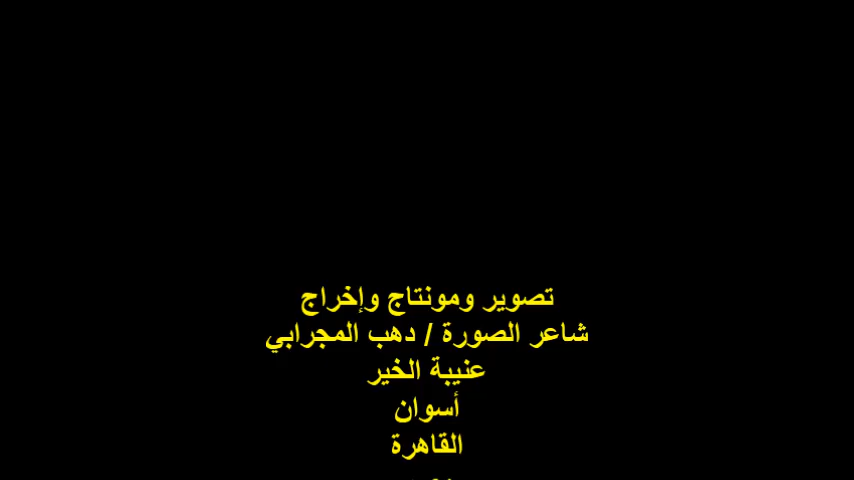 تصوير ومونتاج وإخراج
شاعر الصورة / دهب المجرابي
عنيبة الخير
أسوان
القاهرة